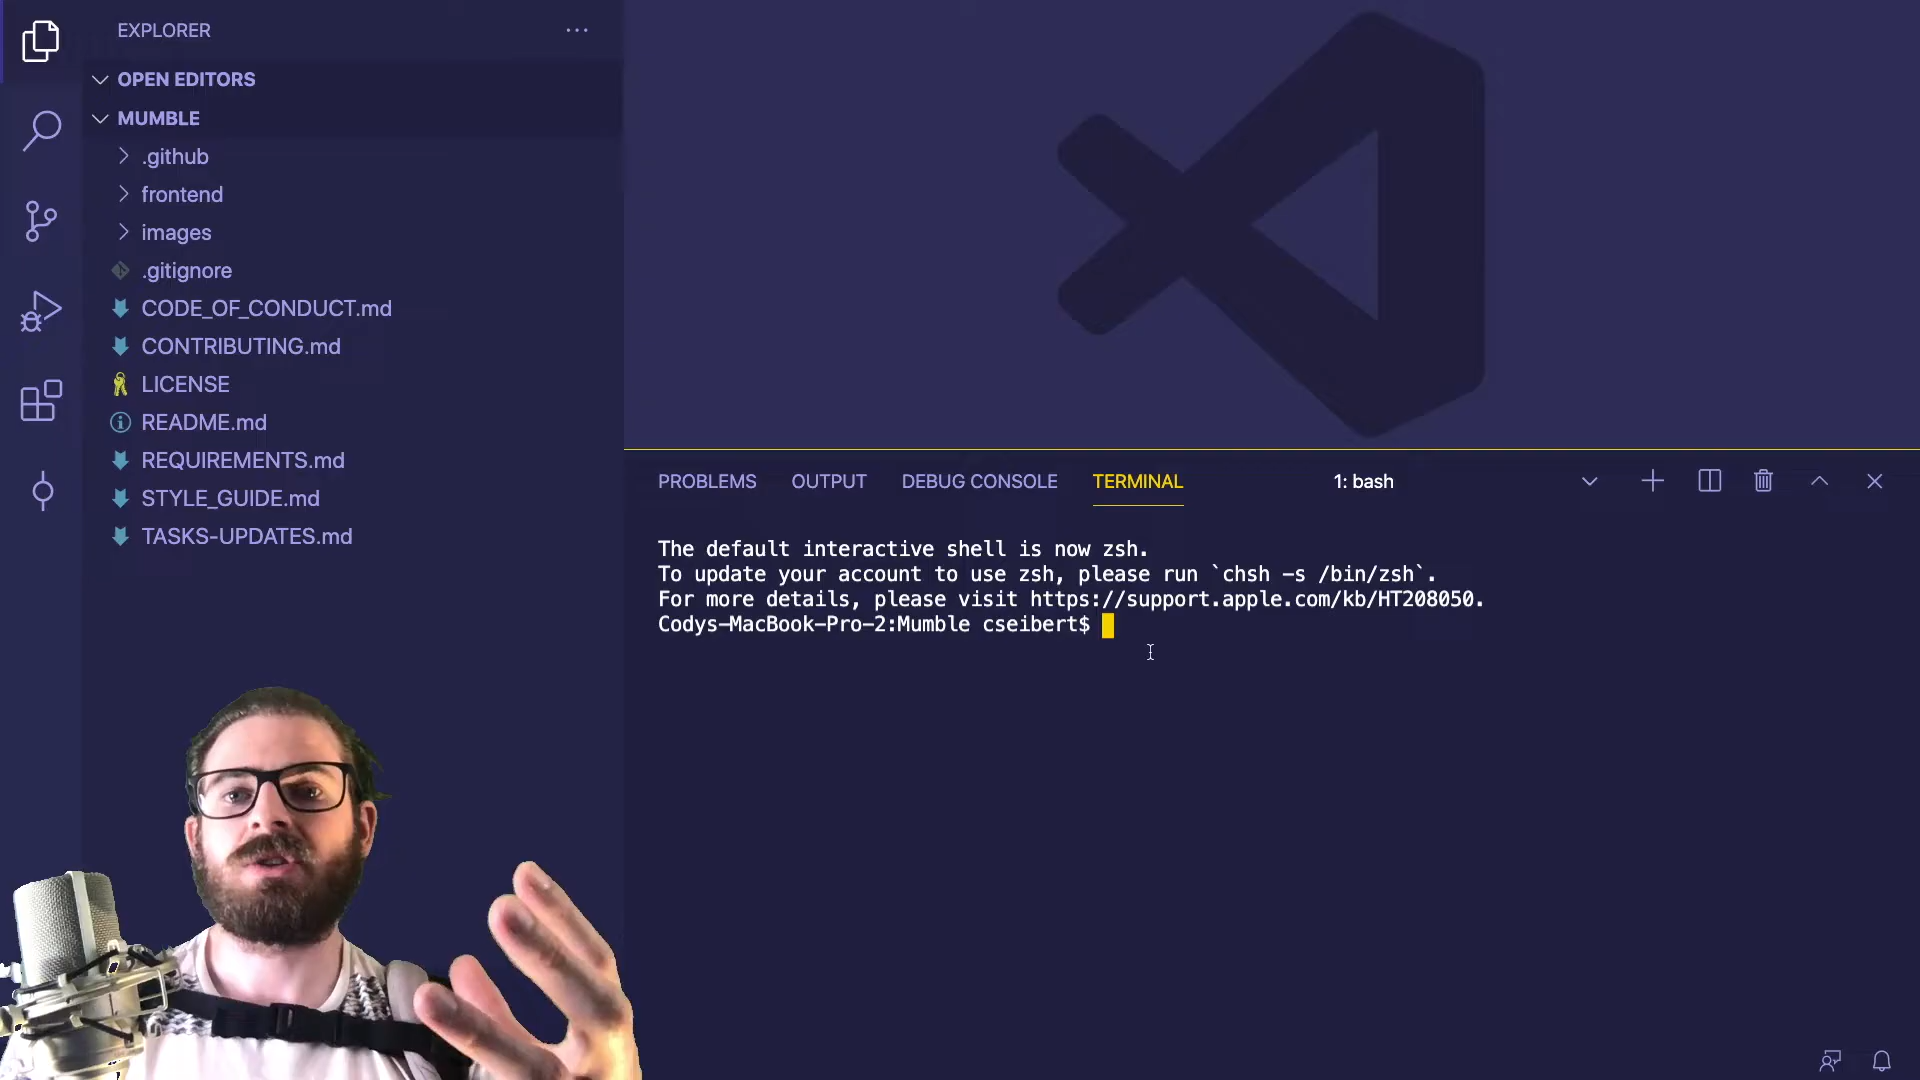 EXPLORER
OPEN EDITORS
MUMBLE
.github
frontend
images
.gitignore
CODE_OF_CONDUCT.md
CONTRIBUTING.md
LICENSE
README.md
REQUIREMENTS.md
STYLE_GUIDE.md
TASKS-UPDATES.md
PROBLEMS OUTPUT DEBUG CONSOLE TERMINAL 1: bash
The default interactive shell is now zsh.
To update your account to use zsh, please run `chsh -s /bin/zsh`.
For more details, please visit https://support.apple.com/kb/HT208050.
Codys-MacBook-Pro-2:Mumble cseibert$